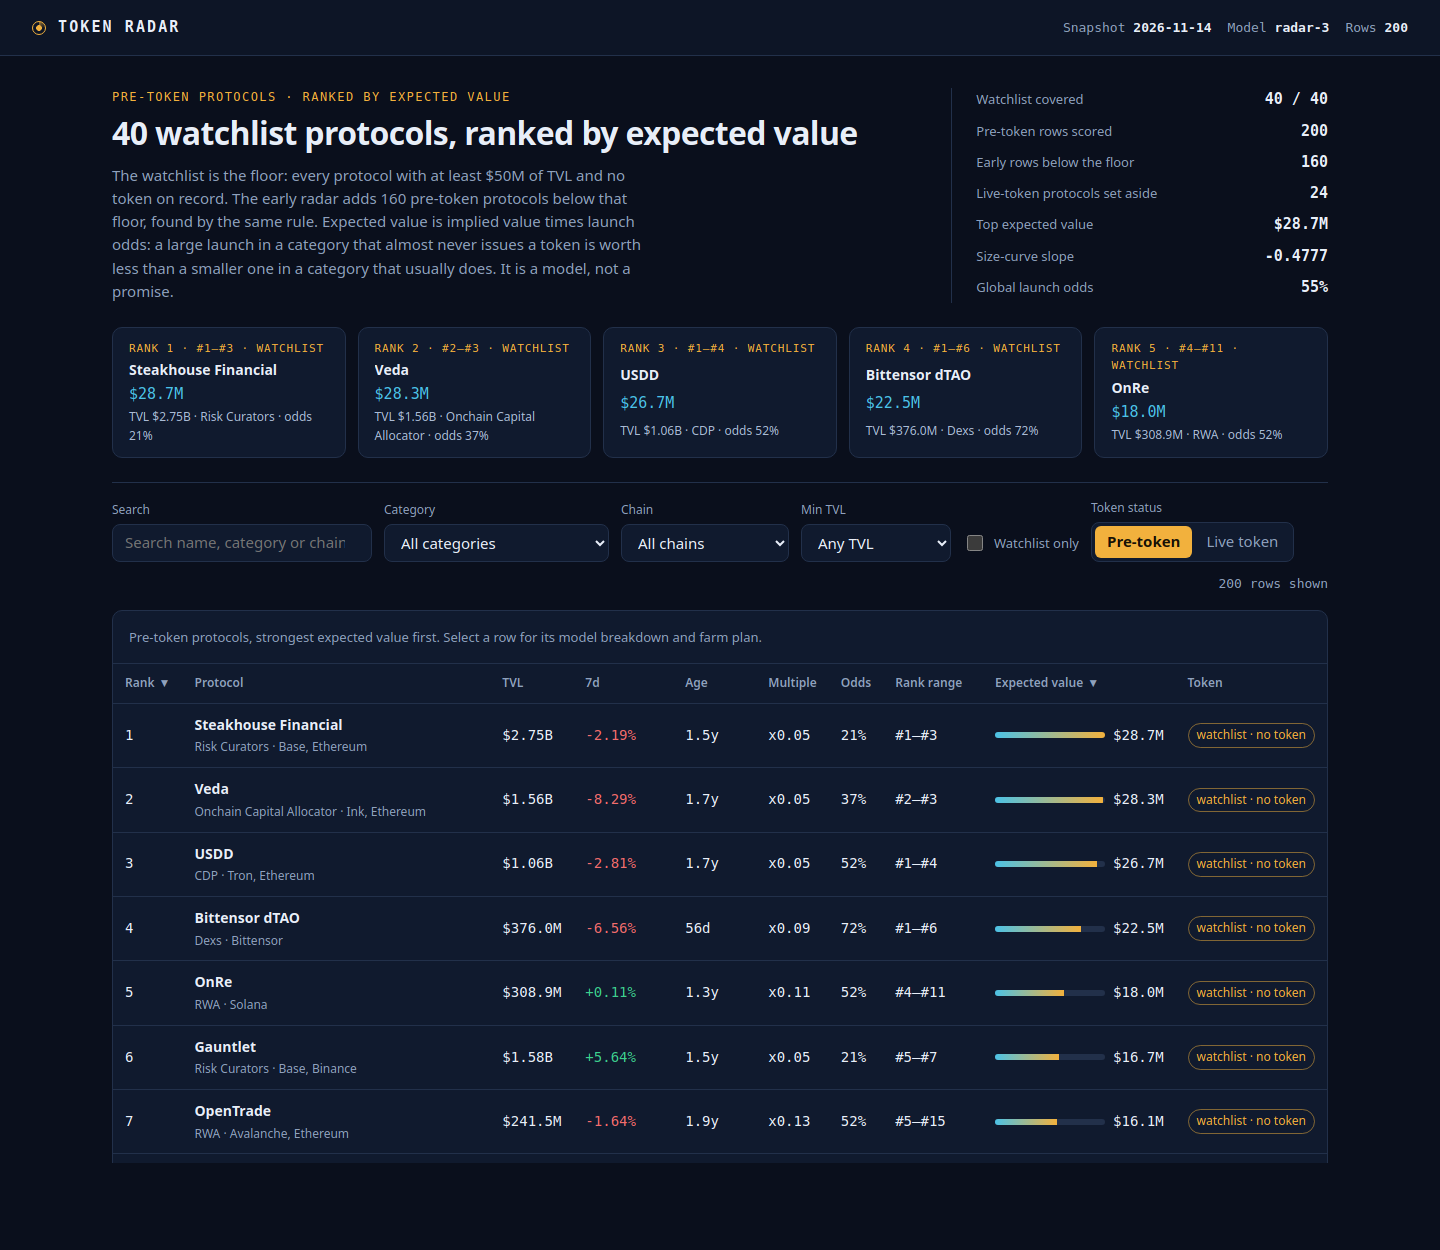 TOKEN RADAR
Snapshot 2026-11-14 Model radar-3 Rows 200
PRE-TOKEN PROTOCOLS · RANKED BY EXPECTED VALUE
40 watchlist protocols, ranked by expected value
The watchlist is the floor: every protocol with at least $50M of TVL and no
token on record. The early radar adds 160 pre-token protocols below that
floor, found by the same rule. Expected value is implied value times launch
odds: a large launch in a category that almost never issues a token is worth
less than a smaller one in a category that usually does. It is a model, not a
promise.
Watchlist covered 40 / 40
Pre-token rows scored 200
Early rows below the floor 160
Live-token protocols set aside 24
Top expected value $28.7M
Size-curve slope -0.4777
Global launch odds 55%
RANK 1 · #1–#3 · WATCHLIST
Steakhouse Financial
$28.7M
TVL $2.75B · Risk Curators · odds
21%
RANK 2 · #2–#3 · WATCHLIST
Veda
$28.3M
TVL $1.56B · Onchain Capital
Allocator · odds 37%
RANK 3 · #1–#4 · WATCHLIST
USDD
$26.7M
TVL $1.06B · CDP · odds 52%
RANK 4 · #1–#6 · WATCHLIST
Bittensor dTAO
$22.5M
TVL $376.0M · Dexs · odds 72%
RANK 5 · #4–#11 ·
WATCHLIST
OnRe
$18.0M
TVL $308.9M · RWA · odds 52%
Search
Search name, category or chain
Category
All categories
Chain
All chains
Min TVL
Any TVL
Watchlist only
Token status
Pre-token Live token
200 rows shown
Pre-token protocols, strongest expected value first. Select a row for its model breakdown and farm plan.
Rank ▼ Protocol TVL 7d Age Multiple Odds Rank range Expected value ▼ Token
1 Steakhouse Financial $2.75B -2.19% 1.5y x0.05 21% #1–#3 $28.7M watchlist · no token
Risk Curators · Base, Ethereum
2 Veda $1.56B -8.29% 1.7y x0.05 37% #2–#3 $28.3M watchlist · no token
Onchain Capital Allocator · Ink, Ethereum
3 USDD $1.06B -2.81% 1.7y x0.05 52% #1–#4 $26.7M watchlist · no token
CDP · Tron, Ethereum
4 Bittensor dTAO $376.0M -6.56% 56d x0.09 72% #1–#6 $22.5M watchlist · no token
Dexs · Bittensor
5 OnRe $308.9M +0.11% 1.3y x0.11 52% #4–#11 $18.0M watchlist · no token
RWA · Solana
6 Gauntlet $1.58B +5.64% 1.5y x0.05 21% #5–#7 $16.7M watchlist · no token
Risk Curators · Base, Binance
7 OpenTrade $241.5M -1.64% 1.9y x0.13 52% #5–#15 $16.1M watchlist · no token
RWA · Avalanche, Ethereum